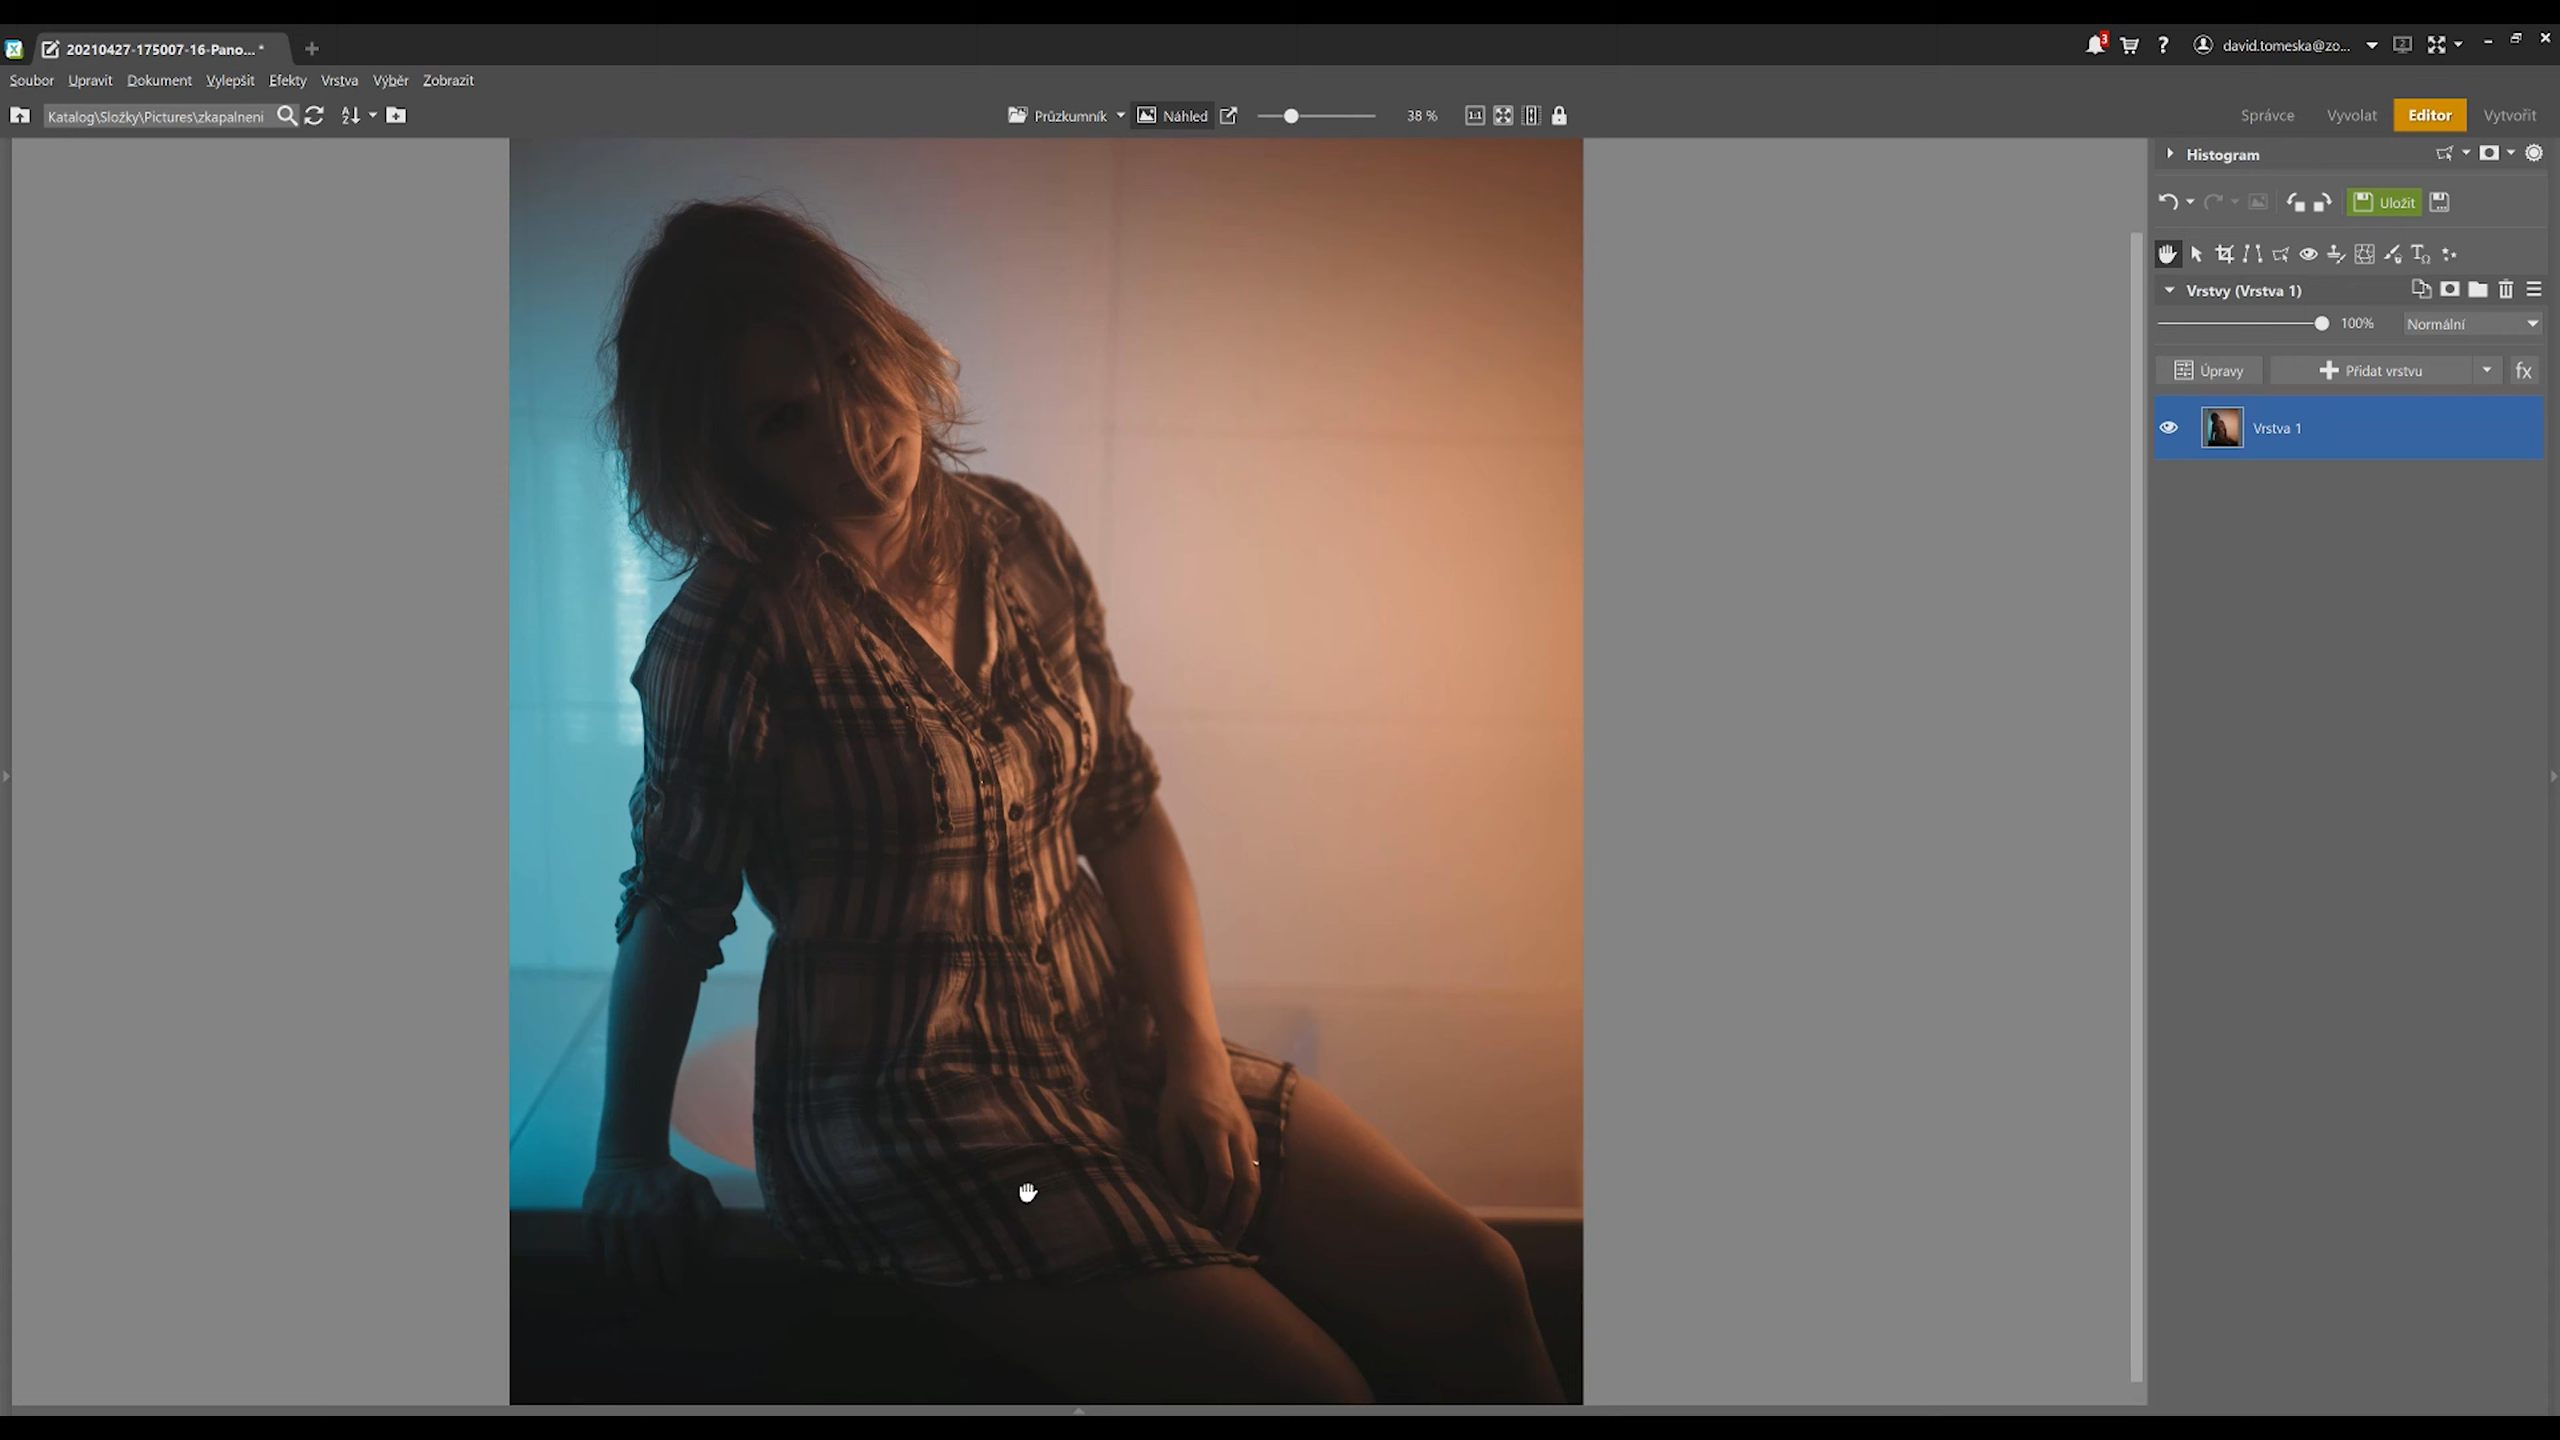 20210427-175007-16-Pano... *
3
david.tomeska@zo...
Soubor Upravit Dokument Vylepšit Efekty Vrstva Výběr Zobrazit
Katalog\Složky\Pictures\zkapalneni
Průzkumník Náhled 38 %
Správce Vyvolat Editor Vytvořit
Histogram
Uložit
Vrstvy (Vrstva 1)
100% Normální
Úpravy Přidat vrstvu fx
Vrstva 1